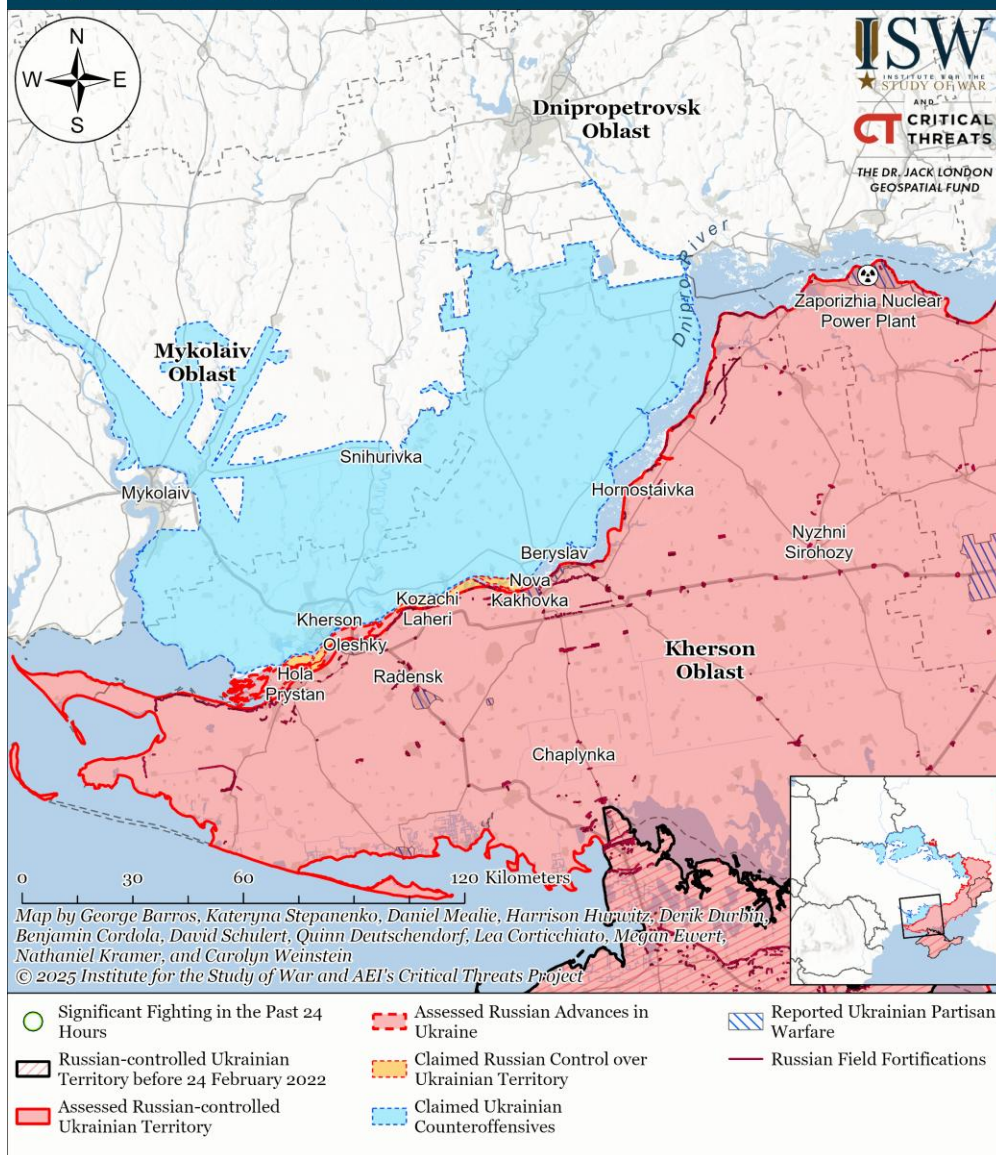 N
W
E
S
ISW
INSTITUTE FOR THE
STUDY OF WAR
AND
CT CRITICAL
THREATS
THE DR. JACK LONDON
GEOSPATIAL FUND
Dnipropetrovsk
Oblast
Dnipro River
Zaporizhia Nuclear
Power Plant
Mykolaiv
Oblast
Snihurivka
Mykolaiv
Hornostaivka
Nyzhni
Sirohozy
Beryslav
Nova
Kakhovka
Kozachi
Laheri
Kherson
Oleshky
Kherson
Oblast
Hola
Prystan
Radensk
Chaplynka
0 30 60 120 Kilometers
Map by George Barros, Kateryna Stepanenko, Daniel Mealie, Harrison Hurwitz, Derik Durbin,
Benjamin Cordola, David Schulert, Quinn Deutschendorf, Lea Corticchiato, Megan Ewert,
Nathaniel Kramer, and Carolyn Weinstein
© 2025 Institute for the Study of War and AEI's Critical Threats Project
Significant Fighting in the Past 24
Hours
Russian-controlled Ukrainian
Territory before 24 February 2022
Assessed Russian-controlled
Ukrainian Territory
Assessed Russian Advances in
Ukraine
Claimed Russian Control over
Ukrainian Territory
Claimed Ukrainian
Counteroffensives
Reported Ukrainian Partisan
Warfare
Russian Field Fortifications